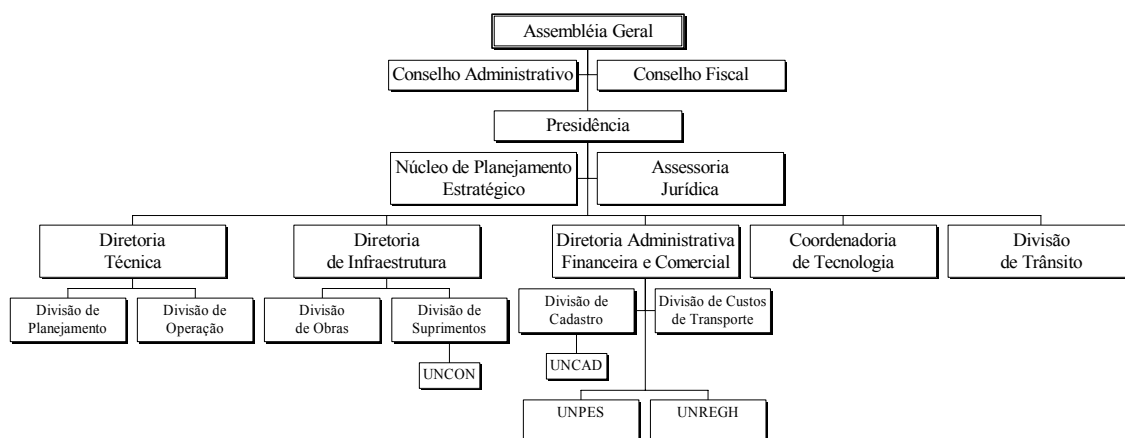 Assembléia Geral
Conselho Administrativo
Conselho Fiscal
Presidência
Núcleo de Planejamento
Estratégico
Assessoria
Jurídica
Diretoria
Técnica
Diretoria
de Infraestrutura
Diretoria Administrativa
Financeira e Comercial
Coordenadoria
de Tecnologia
Divisão
de Trânsito
Divisão de
Planejamento
Divisão de
Operação
Divisão
de Obras
Divisão de
Suprimentos
Divisão de
Cadastro
Divisão de Custos
de Transporte
UNCON
UNCAD
UNPES
UNREGH